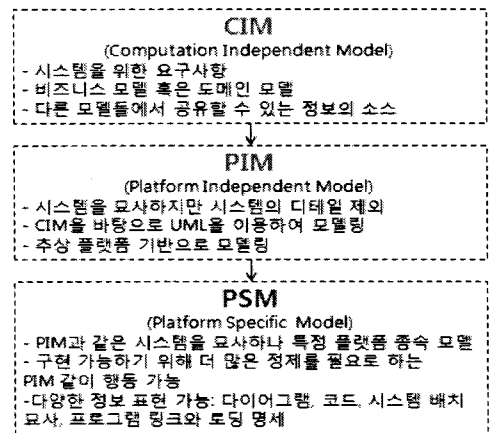 CIM
(Computation Independent Model)
- 시스템을 위한 요구사항
- 비즈니스 모델 혹은 도메인 모델
- 다른 모델들에서 공유할 수 있는 정보의 소스
PIM
(Platform Independent Model)
- 시스템을 묘사하지만 시스템의 디테일 제외
- CIM을 바탕으로 UML을 이용하여 모델링
- 추상 플랫폼 기반으로 모델링
PSM
(Platform Specific Model)
- PIM과 같은 시스템을 묘사하나 특정 플랫폼 종속 모델
- 구현 가능하기 위해 더 많은 정제를 필요로 하는
PIM 같이 행동 가능
-다양한 정보 표현 가능: 다이어그램, 코드, 시스템 배치
묘사, 프로그램 링크와 로딩 명세